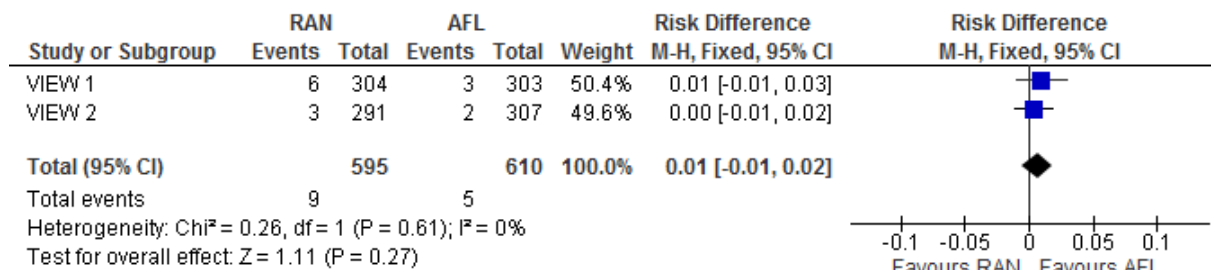 RAN AFL Risk Difference Risk Difference
Study or Subgroup Events Total Events Total Weight M-H, Fixed, 95% CI M-H, Fixed, 95% CI
VIEW 1 6 304 3 303 50.4% 0.01 [-0.01, 0.03]
VIEW 2 3 291 2 307 49.6% 0.00 [-0.01, 0.02]
Total (95% CI) 595 610 100.0% 0.01 [-0.01, 0.02]
Total events 9 5
Heterogeneity: Chi² = 0.26, df = 1 (P = 0.61); I² = 0%
Test for overall effect: Z = 1.11 (P = 0.27)
-0.1 -0.05 0 0.05 0.1
Favours RAN Favours AFL